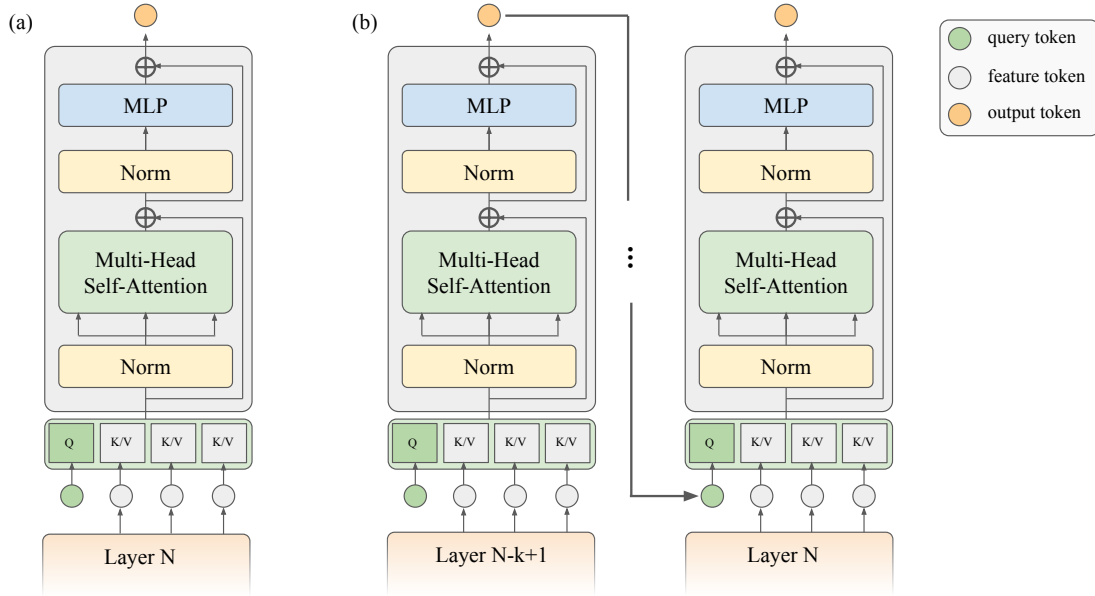 (a)
MLP
Norm
Multi-Head
Self-Attention
Norm
Q
K/V
K/V
K/V
Layer N
(b)
MLP
Norm
Multi-Head
Self-Attention
Norm
Q
K/V
K/V
K/V
Layer N-k+1
MLP
Norm
Multi-Head
Self-Attention
Norm
Q
K/V
K/V
K/V
Layer N
query token
feature token
output token